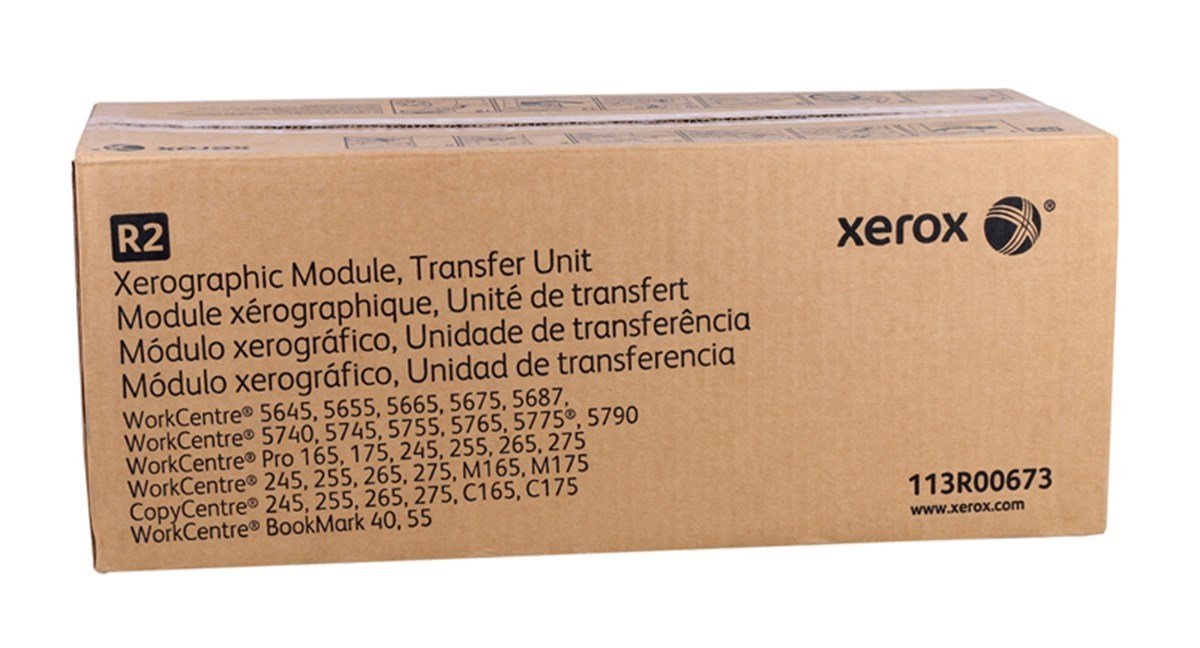 xerox
R2
xerox ®
Xerographic Module, Transfer Unit
Module xérographique, Unité de transfert
Módulo xerográfico, Unidade de transferência
Módulo xerográfico, Unidad de transferencia
WorkCentre® 5645, 5655, 5665, 5675, 5687,
WorkCentre® 5740, 5745, 5755, 5765, 5775®, 5790
WorkCentre® Pro 165, 175, 245, 255, 265, 275
WorkCentre® 245, 255, 265, 275, M165, M175
CopyCentre® 245, 255, 265, 275, C165, C175
WorkCentre® BookMark 40, 55
113R00673
www.xerox.com